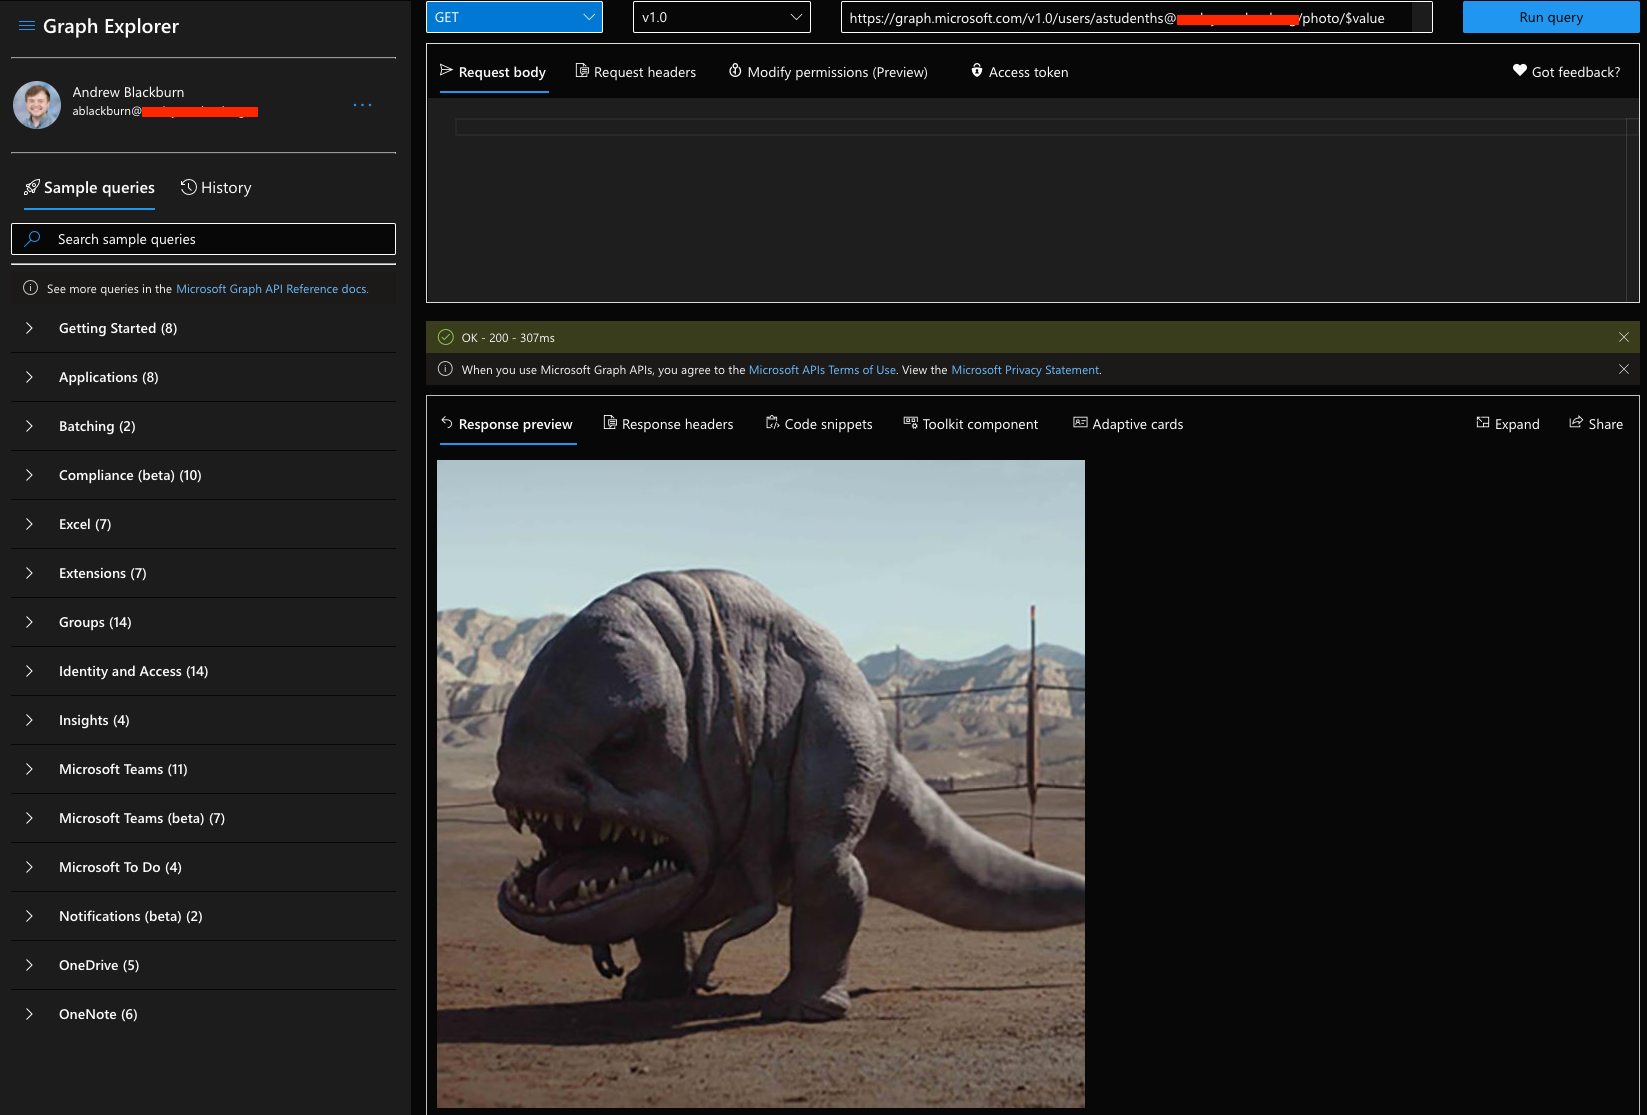 Graph Explorer
Andrew Blackburn
ablackburn@
Sample queries
History
Search sample queries
See more queries in the Microsoft Graph API Reference docs.
Getting Started (8)
Applications (8)
Batching (2)
Compliance (beta) (10)
Excel (7)
Extensions (7)
Groups (14)
Identity and Access (14)
Insights (4)
Microsoft Teams (11)
Microsoft Teams (beta) (7)
Microsoft To Do (4)
Notifications (beta) (2)
OneDrive (5)
OneNote (6)
GET
v1.0
https://graph.microsoft.com/v1.0/users/astudenths@ /photo/$value
Run query
Request body
Request headers
Modify permissions (Preview)
Access token
Got feedback?
OK - 200 - 307ms
When you use Microsoft Graph APIs, you agree to the Microsoft APIs Terms of Use. View the Microsoft Privacy Statement.
Response preview
Response headers
Code snippets
Toolkit component
Adaptive cards
Expand
Share